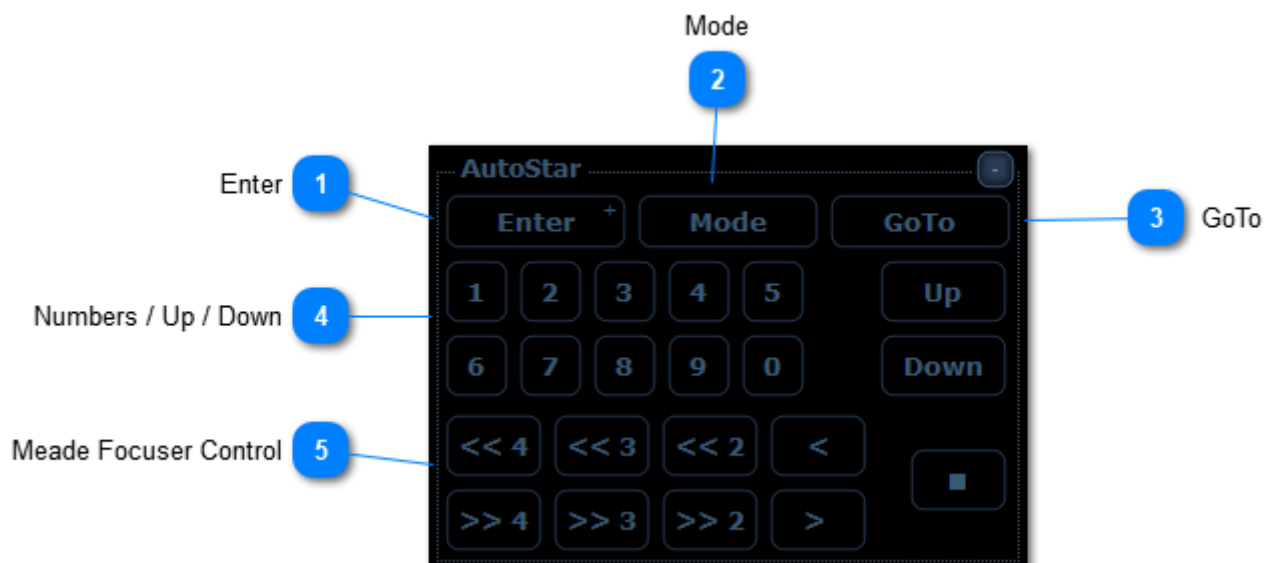 Mode
2
AutoStar -
Enter 1
Enter + Mode GoTo
3 GoTo
1 2 3 4 5 Up
Numbers / Up / Down 4
6 7 8 9 0 Down
Meade Focuser Control 5
<< 4 << 3 << 2 <
>> 4 >> 3 >> 2 >